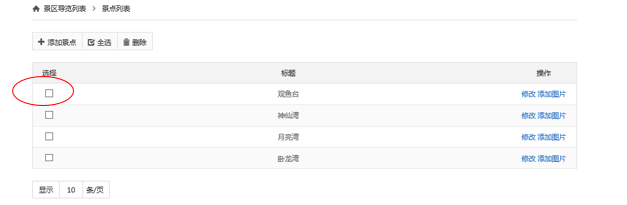 景区导览列表 > 景点列表
添加景点 全选 删除
选择 标题 操作
观鱼台 修改 添加图片
神仙湾 修改 添加图片
月亮湾 修改 添加图片
卧龙湾 修改 添加图片
显示 10 条/页